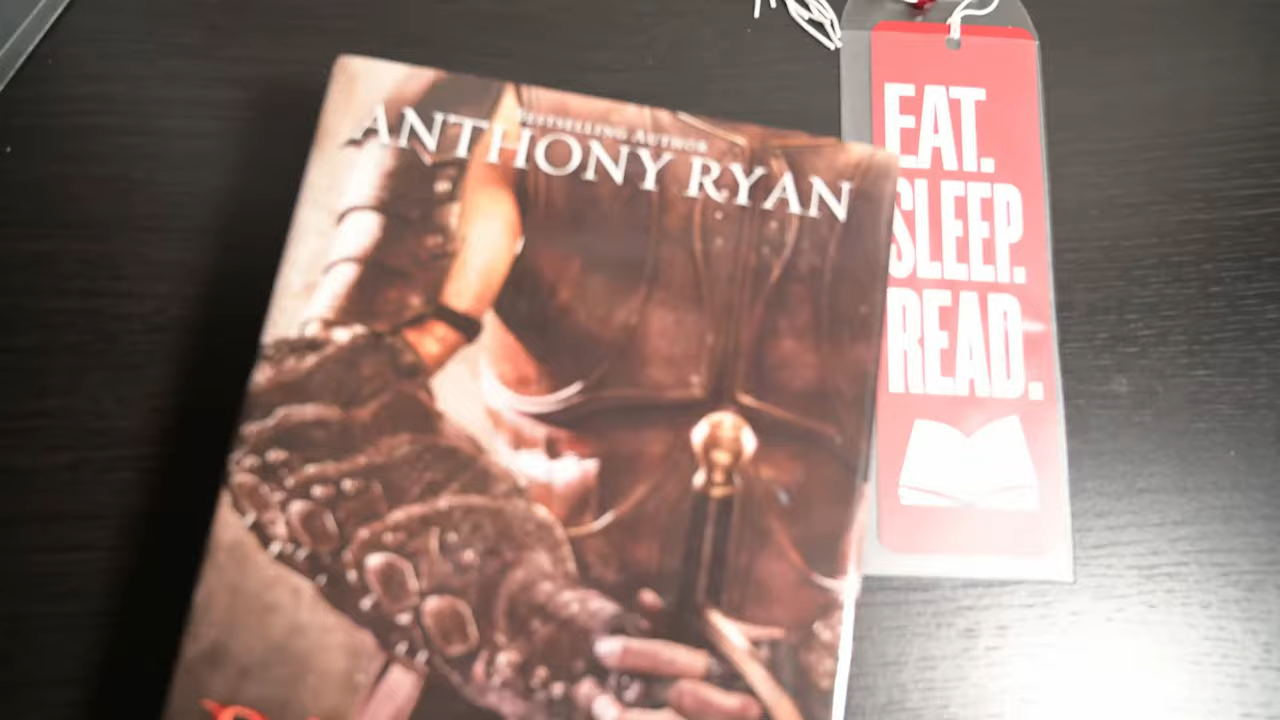 BESTSELLING AUTHOR
ANTHONY RYAN
EAT.
SLEEP.
READ.